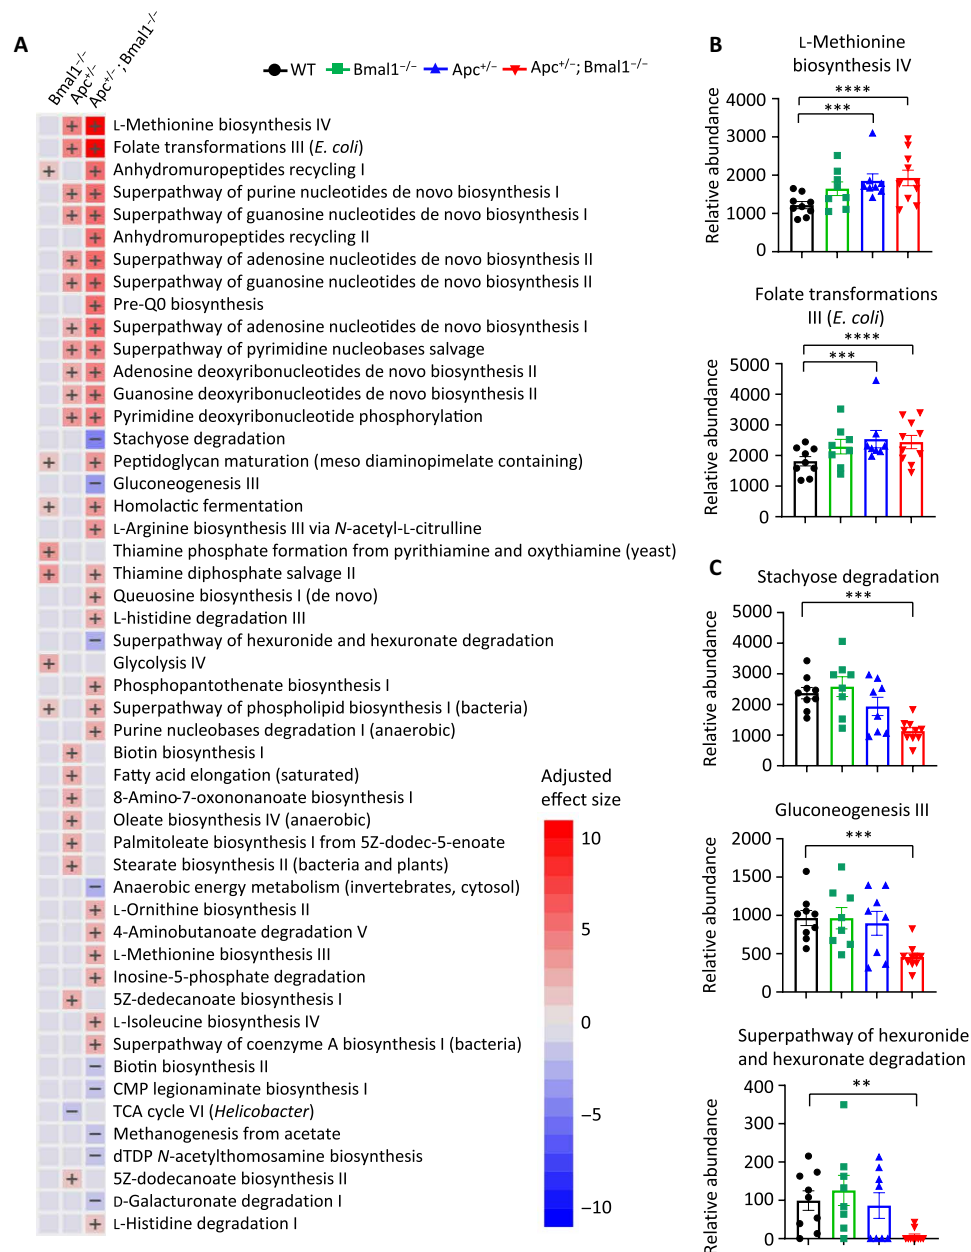 A
Bmal1⁻/⁻
Apc⁺/⁻
Apc⁺/⁻; Bmal1⁻/⁻
WT Bmal1⁻/⁻ Apc⁺/⁻ Apc⁺/⁻; Bmal1⁻/⁻
+ + L-Methionine biosynthesis IV
+ + Folate transformations III (E. coli)
+ + Anhydromuropeptides recycling I
+ + Superpathway of purine nucleotides de novo biosynthesis I
+ + Superpathway of guanosine nucleotides de novo biosynthesis I
+ Anhydromuropeptides recycling II
+ + Superpathway of adenosine nucleotides de novo biosynthesis II
+ + Superpathway of guanosine nucleotides de novo biosynthesis II
+ Pre-Q0 biosynthesis
+ + Superpathway of adenosine nucleotides de novo biosynthesis I
+ + Superpathway of pyrimidine nucleobases salvage
+ + Adenosine deoxyribonucleotides de novo biosynthesis II
+ + Guanosine deoxyribonucleotides de novo biosynthesis II
+ + Pyrimidine deoxyribonucleotide phosphorylation
− Stachyose degradation
+ + Peptidoglycan maturation (meso diaminopimelate containing)
− Gluconeogenesis III
+ + Homolactic fermentation
+ L-Arginine biosynthesis III via N-acetyl-L-citrulline
+ Thiamine phosphate formation from pyrithiamine and oxythiamine (yeast)
+ + Thiamine diphosphate salvage II
+ Queuosine biosynthesis I (de novo)
+ L-histidine degradation III
− Superpathway of hexuronide and hexuronate degradation
+ Glycolysis IV
+ Phosphopantothenate biosynthesis I
+ + Superpathway of phospholipid biosynthesis I (bacteria)
+ Purine nucleobases degradation I (anaerobic)
+ Biotin biosynthesis I
+ Fatty acid elongation (saturated)
+ 8-Amino-7-oxononanoate biosynthesis I
+ Oleate biosynthesis IV (anaerobic)
+ Palmitoleate biosynthesis I from 5Z-dodec-5-enoate
+ Stearate biosynthesis II (bacteria and plants)
− Anaerobic energy metabolism (invertebrates, cytosol)
+ L-Ornithine biosynthesis II
+ 4-Aminobutanoate degradation V
+ L-Methionine biosynthesis III
+ Inosine-5-phosphate degradation
+ 5Z-dedecanoate biosynthesis I
+ L-Isoleucine biosynthesis IV
+ Superpathway of coenzyme A biosynthesis I (bacteria)
− Biotin biosynthesis II
− CMP legionaminate biosynthesis I
− TCA cycle VI (Helicobacter)
− Methanogenesis from acetate
− dTDP N-acetylthomosamine biosynthesis
+ 5Z-dodecanoate biosynthesis II
− D-Galacturonate degradation I
+ L-Histidine degradation I
Adjusted
effect size
10
5
0
−5
−10
B
L-Methionine
biosynthesis IV
****
***
Relative abundance
4000
3000
2000
1000
0
Folate transformations
III (E. coli)
****
***
Relative abundance
5000
4000
3000
2000
1000
0
C
Stachyose degradation
***
Relative abundance
5000
4000
3000
2000
1000
0
Gluconeogenesis III
***
Relative abundance
2000
1500
1000
500
0
Superpathway of hexuronide
and hexuronate degradation
**
Relative abundance
400
300
200
100
0